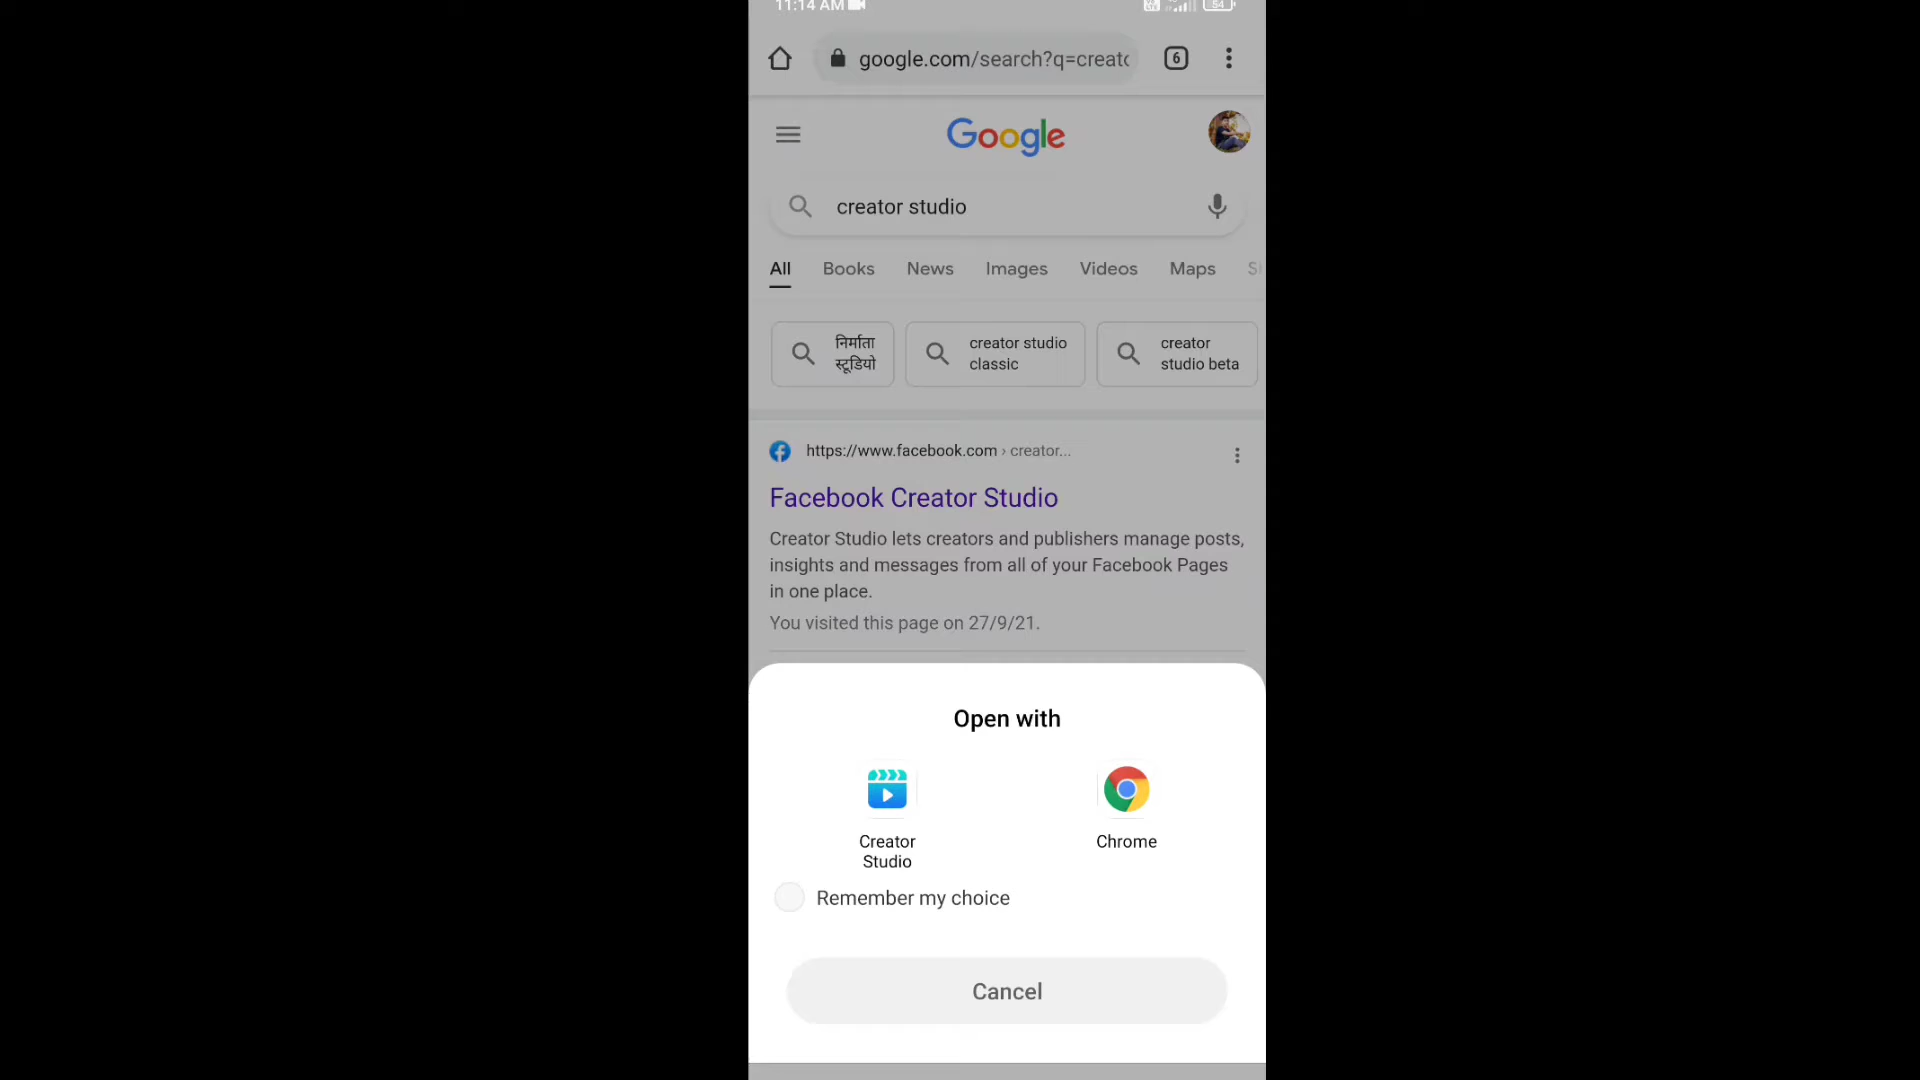 11:14 AM
54
google.com/search?q=creato
6
Google
creator studio
All Books News Images Videos Maps
निर्माता
स्टूडियो
creator studio
classic
creator
studio beta
https://www.facebook.com › creator...
Facebook Creator Studio
Creator Studio lets creators and publishers manage posts,
insights and messages from all of your Facebook Pages
in one place.
You visited this page on 27/9/21.
Open with
Creator
Studio
Chrome
Remember my choice
Cancel